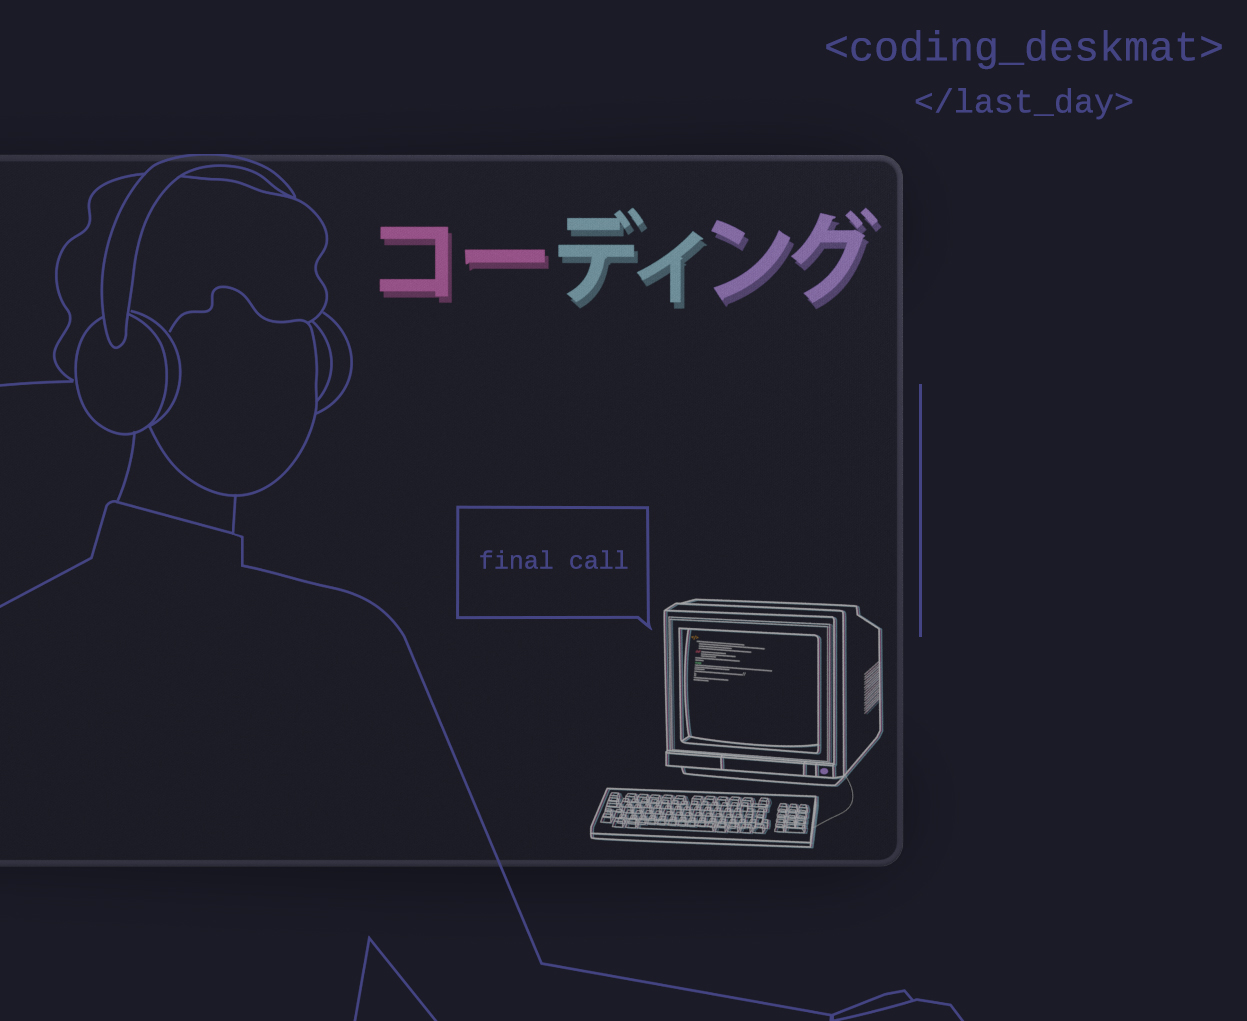 <coding_deskmat>
</last_day>
コーディング
final call